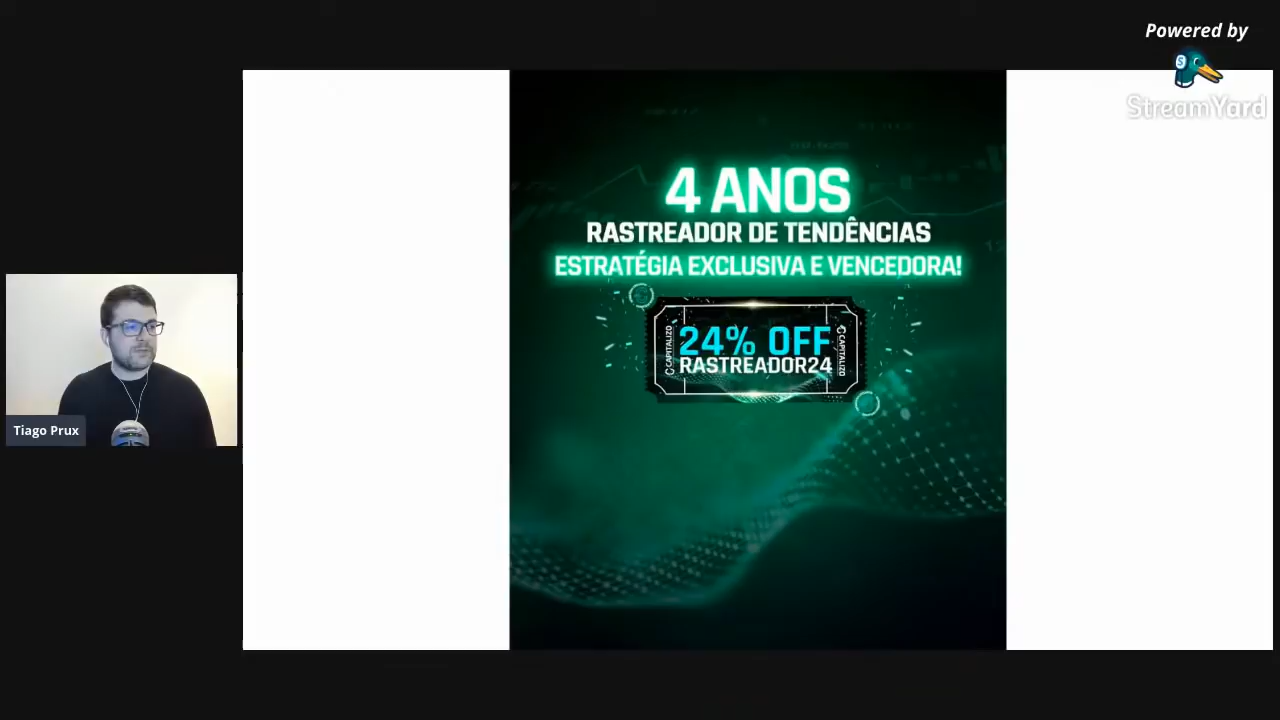 Powered by
StreamYard
4 ANOS
RASTREADOR DE TENDÊNCIAS
ESTRATÉGIA EXCLUSIVA E VENCEDORA!
CAPITALIZO
24% OFF
RASTREADOR24
CAPITALIZO
Tiago Prux